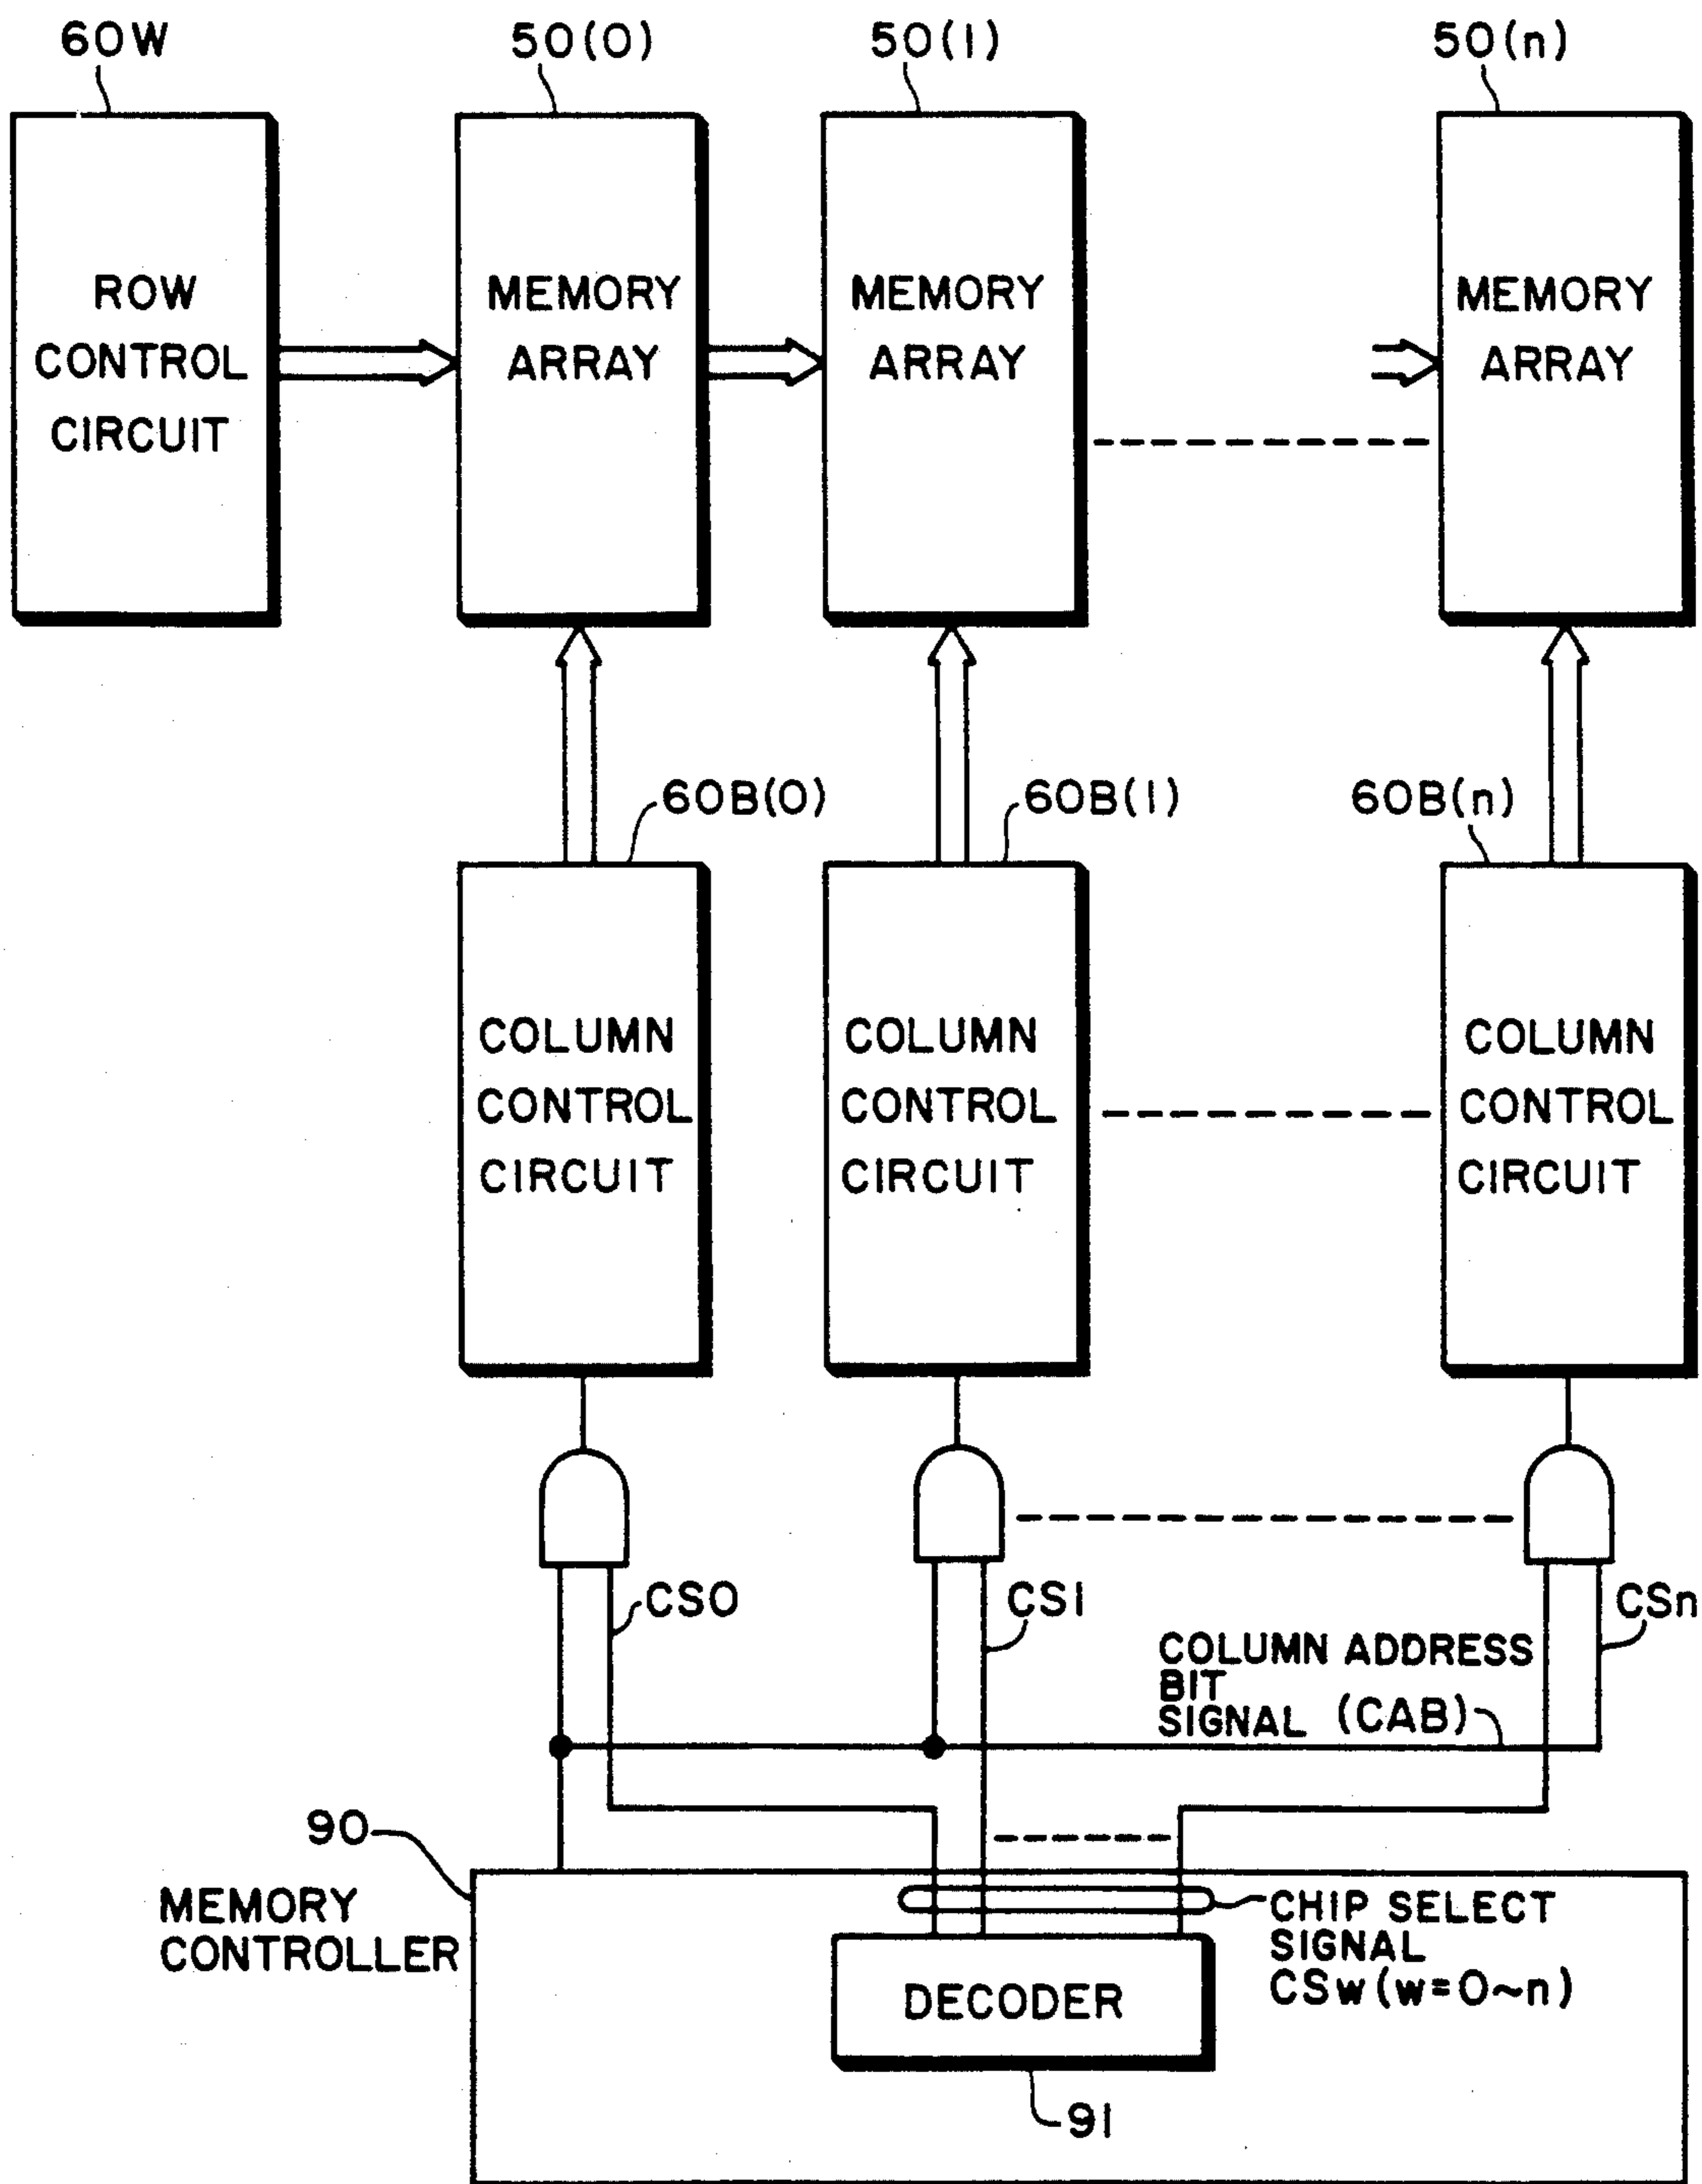 60W
50(0)
50(1)
50(n)
ROW
CONTROL
CIRCUIT
MEMORY
ARRAY
MEMORY
ARRAY
MEMORY
ARRAY
60B(0)
60B(1)
60B(n)
COLUMN
CONTROL
CIRCUIT
COLUMN
CONTROL
CIRCUIT
COLUMN
CONTROL
CIRCUIT
CS0
CS1
CSn
COLUMN ADDRESS
BIT
SIGNAL (CAB)
90
MEMORY
CONTROLLER
CHIP SELECT
SIGNAL
CSw (w=0~n)
DECODER
91